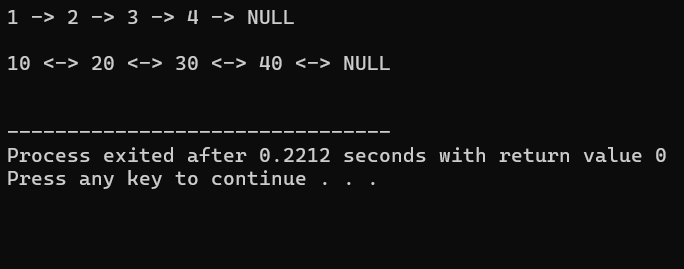 1 -> 2 -> 3 -> 4 -> NULL
10 <-> 20 <-> 30 <-> 40 <-> NULL
--------------------------------
Process exited after 0.2212 seconds with return value 0
Press any key to continue . . .